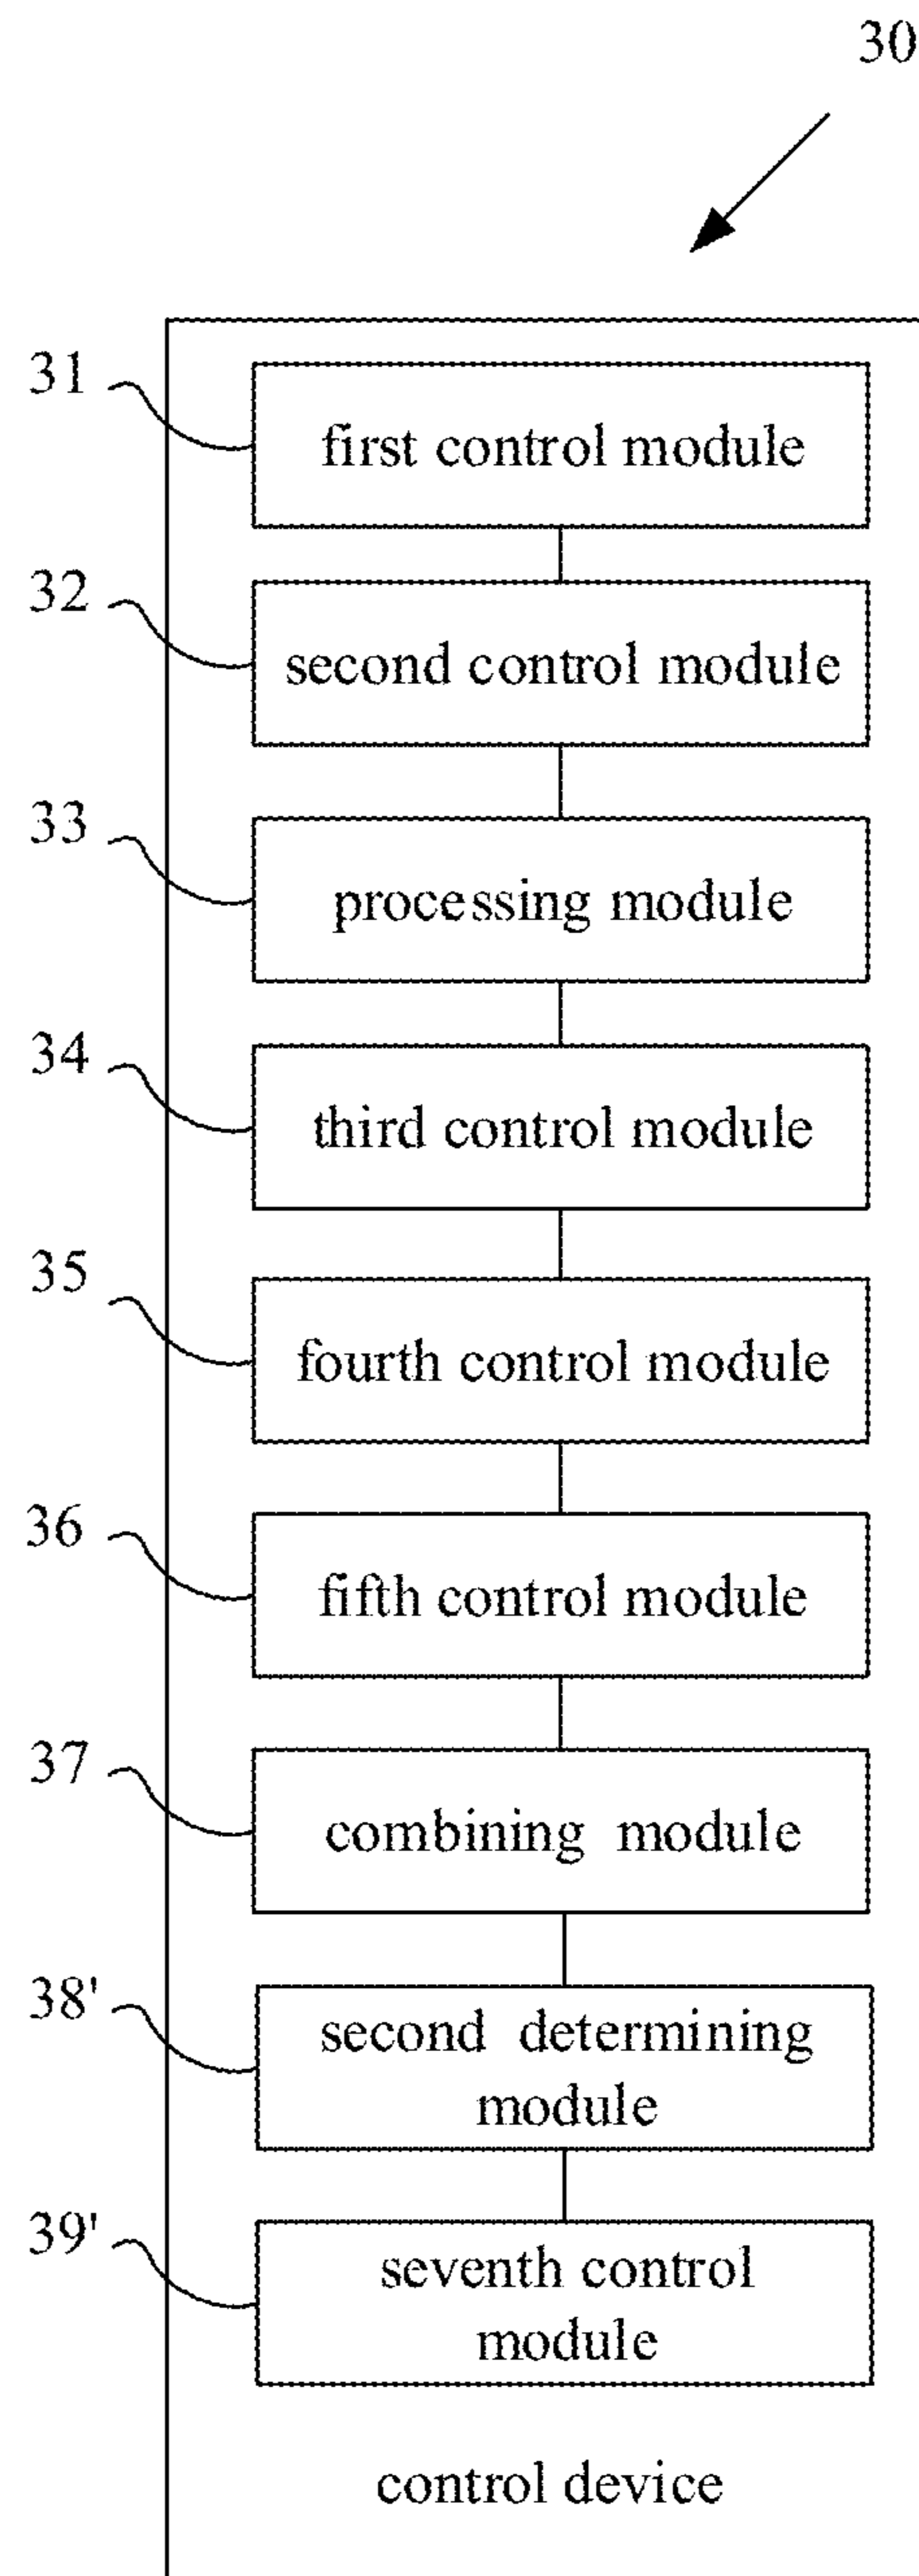 30
31
first control module
32
second control module
33
processing module
34
third control module
35
fourth control module
36
fifth control module
37
combining module
38'
second determining
module
39'
seventh control
module
control device